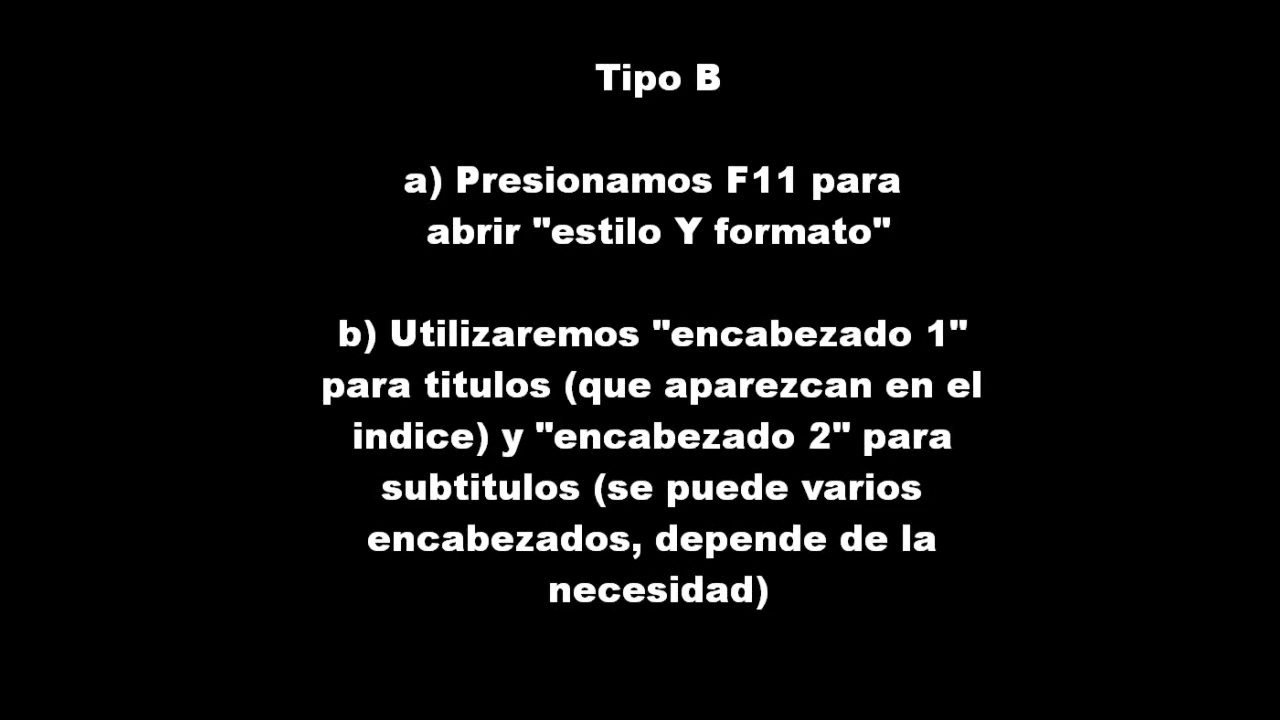 Tipo B
a) Presionamos F11 para
abrir "estilo Y formato"
b) Utilizaremos "encabezado 1"
para titulos (que aparezcan en el
indice) y "encabezado 2" para
subtitulos (se puede varios
encabezados, depende de la
necesidad)